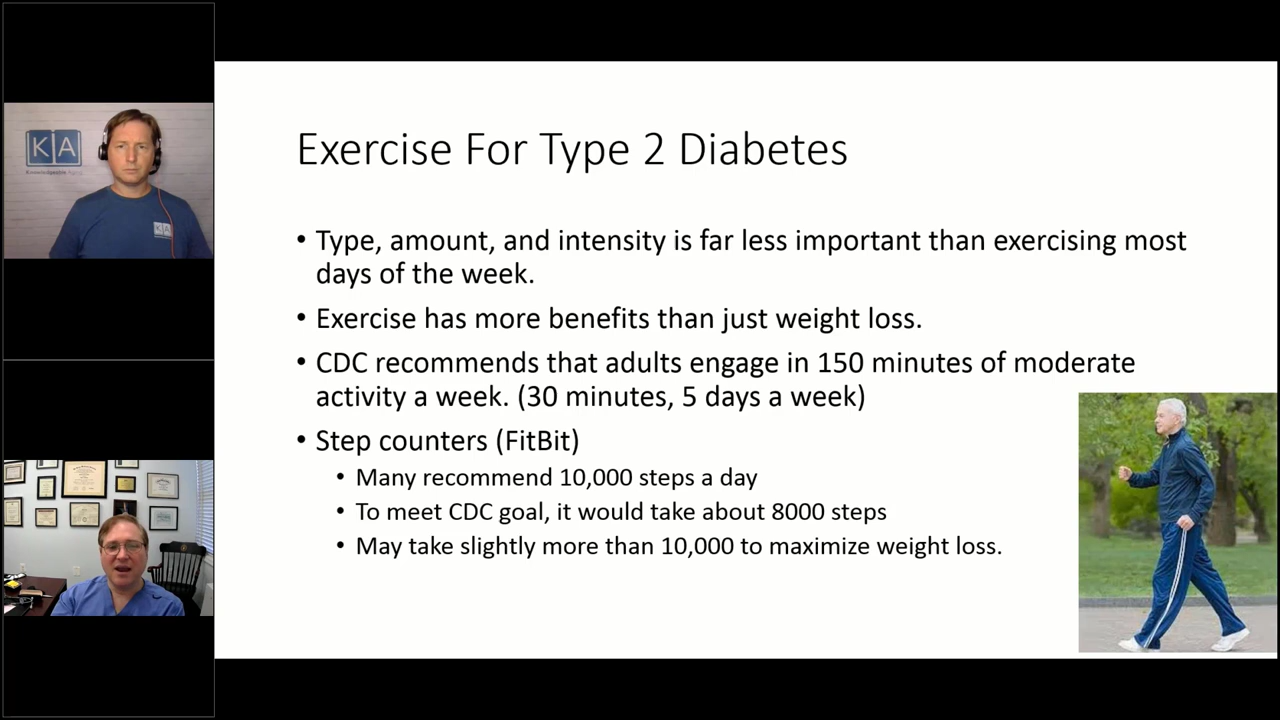 K|A
Exercise For Type 2 Diabetes
• Type, amount, and intensity is far less important than exercising most
days of the week.
• Exercise has more benefits than just weight loss.
• CDC recommends that adults engage in 150 minutes of moderate
activity a week. (30 minutes, 5 days a week)
• Step counters (FitBit)
• Many recommend 10,000 steps a day
• To meet CDC goal, it would take about 8000 steps
• May take slightly more than 10,000 to maximize weight loss.